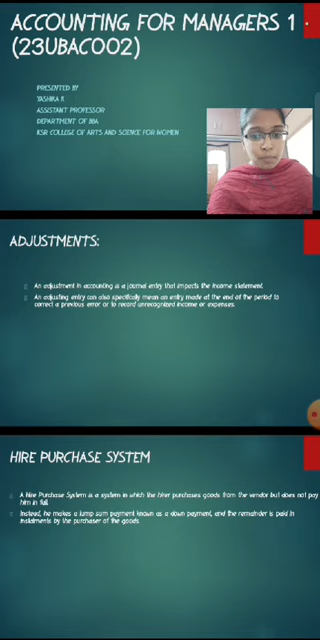 ACCOUNTING FOR MANAGERS 1
(23UBAC002)
PRESENTED BY
YASHIKA R
ASSISTANT PROFESSOR
DEPARTMENT OF BBA
KSR COLLEGE OF ARTS AND SCIENCE FOR WOMEN
ADJUSTMENTS:
An adjustment in accounting is a journal entry that impacts the income statement.
An adjusting entry can also specifically mean an entry made at the end of the period to
correct a previous error or to record unrecognized income or expenses.
HIRE PURCHASE SYSTEM
A Hire Purchase System is a system in which the hirer purchases goods from the vendor but does not pay
him in full.
Instead, he makes a lump sum payment known as a down payment, and the remainder is paid in
instalments by the purchaser of the goods.